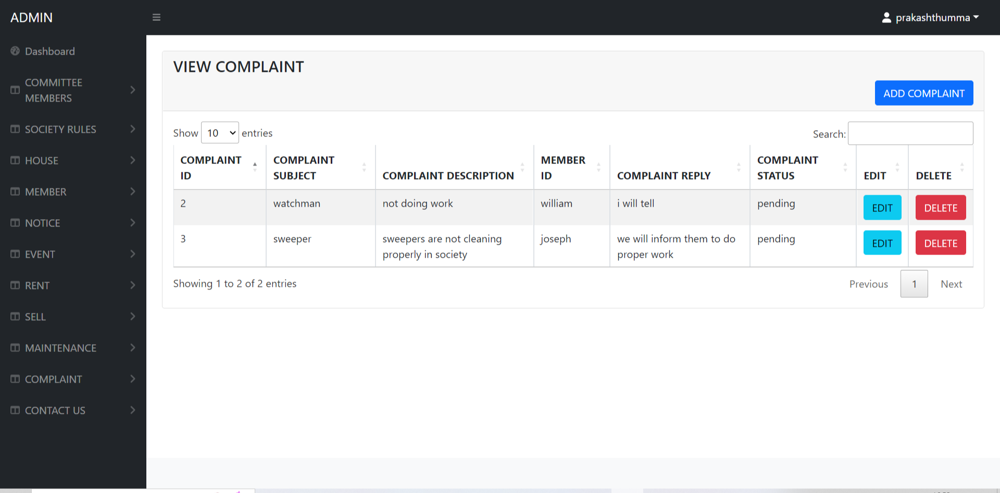 ADMIN
prakashthumma
Dashboard
COMMITTEE
MEMBERS
SOCIETY RULES
HOUSE
MEMBER
NOTICE
EVENT
RENT
SELL
MAINTENANCE
COMPLAINT
CONTACT US
VIEW COMPLAINT
ADD COMPLAINT
Show 10 entries
Search:
COMPLAINT ID COMPLAINT SUBJECT COMPLAINT DESCRIPTION MEMBER ID COMPLAINT REPLY COMPLAINT STATUS EDIT DELETE
2 watchman not doing work william i will tell pending EDIT DELETE
3 sweeper sweepers are not cleaning properly in society joseph we will inform them to do proper work pending EDIT DELETE
Showing 1 to 2 of 2 entries
Previous 1 Next